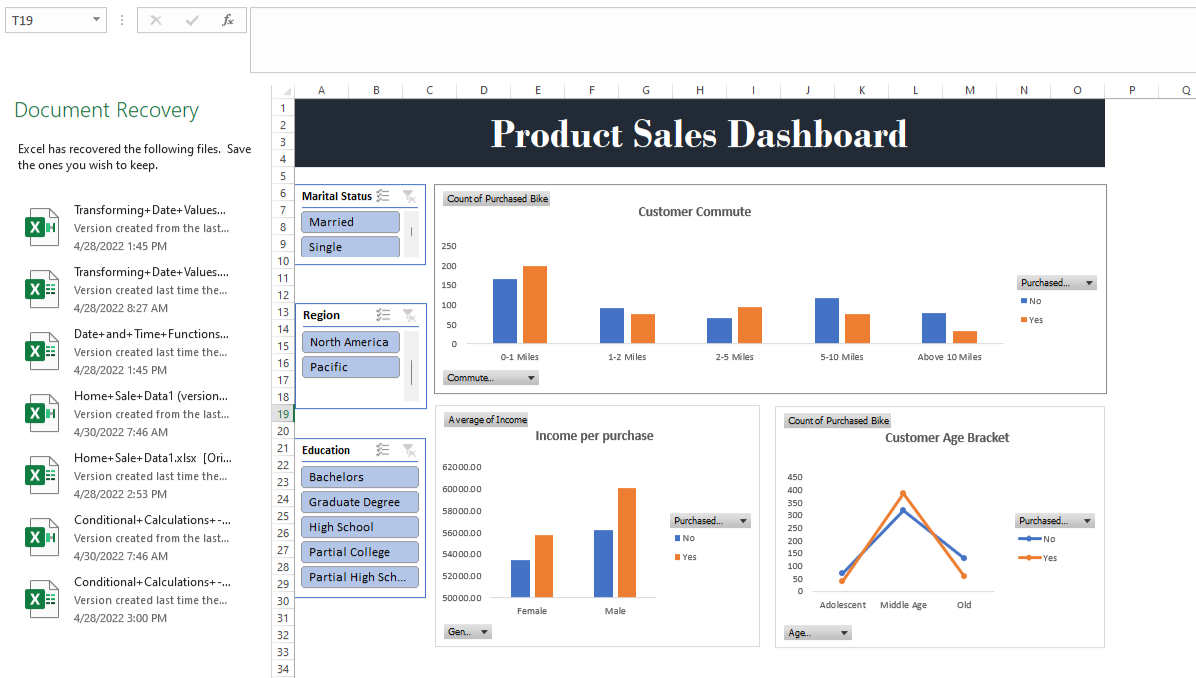 T19
fx
Document Recovery
Excel has recovered the following files. Save
the ones you wish to keep.
Transforming+Date+Values...
Version created from the last...
4/28/2022 1:45 PM
Transforming+Date+Values....
Version created last time the...
4/28/2022 8:27 AM
Date+and+Time+Functions...
Version created last time the...
4/28/2022 1:45 PM
Home+Sale+Data1 (version...
Version created from the last...
4/30/2022 7:46 AM
Home+Sale+Data1.xlsx [Ori...
Version created last time the...
4/28/2022 2:53 PM
Conditional+Calculations+-...
Version created from the last...
4/30/2022 7:46 AM
Conditional+Calculations+-...
Version created last time the...
4/28/2022 3:00 PM
A B C D E F G H I J K L M N O P Q
1
2
3
4
5
6
7
8
9
10
11
12
13
14
15
16
17
18
19
20
21
22
23
24
25
26
27
28
29
30
31
32
33
34
Product Sales Dashboard
Marital Status
Married
Single
Region
North America
Pacific
Education
Bachelors
Graduate Degree
High School
Partial College
Partial High Sch...
Count of Purchased Bike
Customer Commute
250
200
150
100
50
0
0-1 Miles 1-2 Miles 2-5 Miles 5-10 Miles Above 10 Miles
Purchased...
No
Yes
Commute...
Average of Income
Income per purchase
62000.00
60000.00
58000.00
56000.00
54000.00
52000.00
50000.00
Female Male
Purchased...
No
Yes
Gen...
Count of Purchased Bike
Customer Age Bracket
450
400
350
300
250
200
150
100
50
0
Adolescent Middle Age Old
Purchased...
No
Yes
Age...